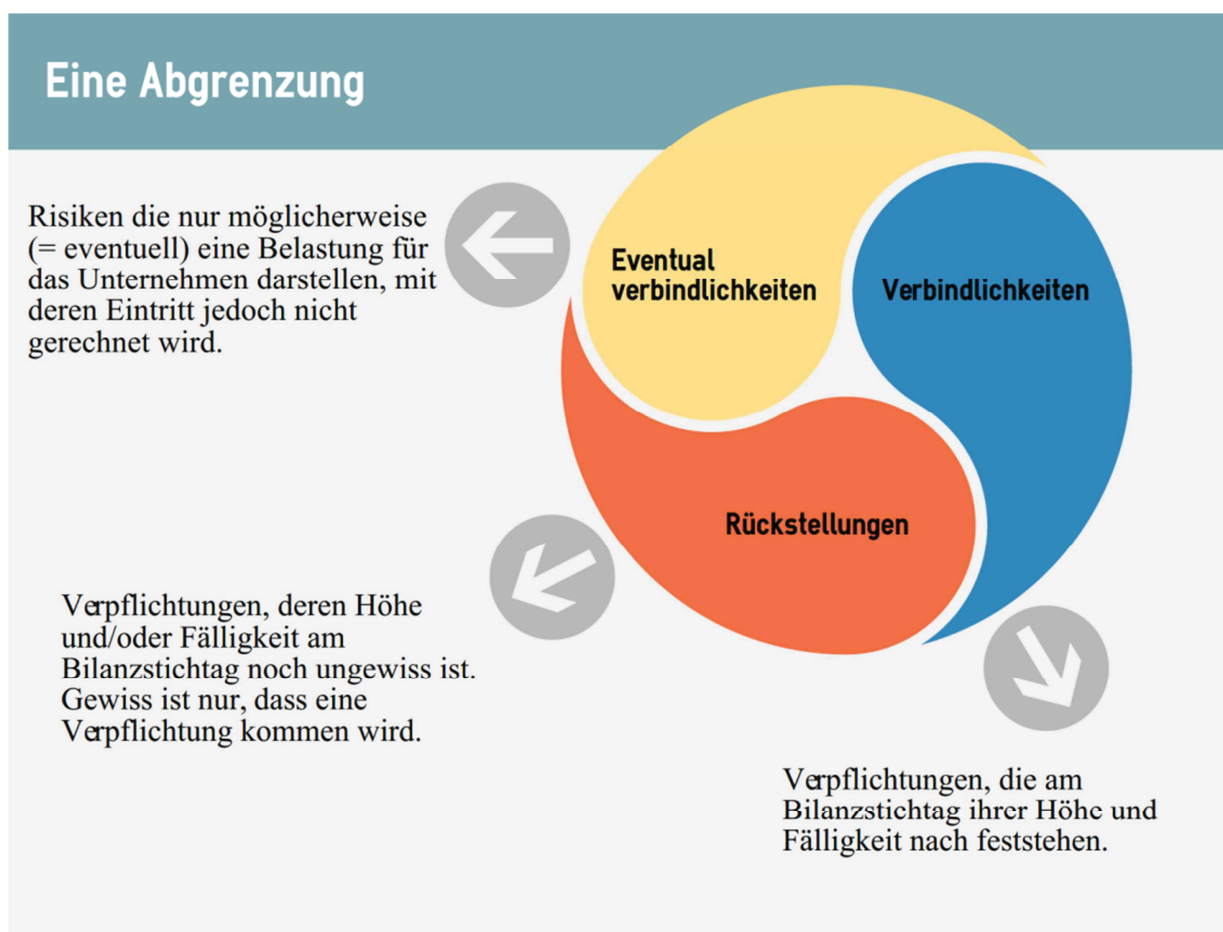 Eine Abgrenzung
Risiken die nur möglicherweise
(= eventuell) eine Belastung für
das Unternehmen darstellen, mit
deren Eintritt jedoch nicht
gerechnet wird.
Eventual
verbindlichkeiten
Verbindlichkeiten
Rückstellungen
Verpflichtungen, deren Höhe
und/oder Fälligkeit am
Bilanzstichtag noch ungewiss ist.
Gewiss ist nur, dass eine
Verpflichtung kommen wird.
Verpflichtungen, die am
Bilanzstichtag ihrer Höhe und
Fälligkeit nach feststehen.